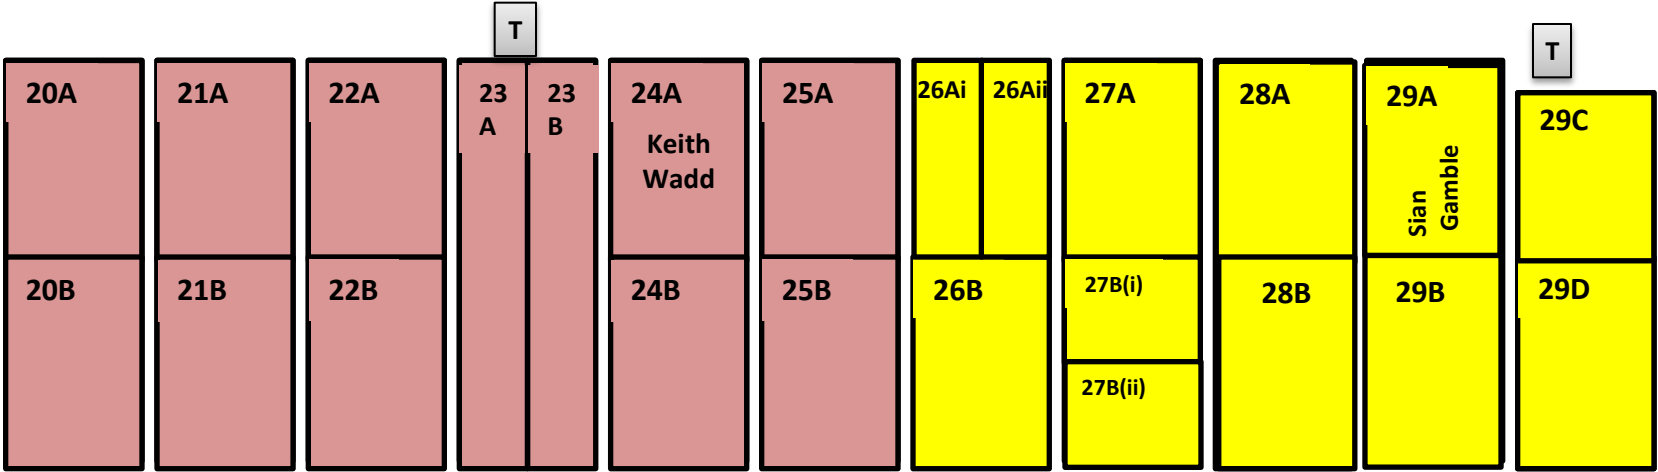 T
T
20A
21A
22A
23
A
23
B
24A
Keith
Wadd
25A
26Ai
26Aii
27A
28A
29A
Sian
Gamble
29C
20B
21B
22B
24B
25B
26B
27B(i)
27B(ii)
28B
29B
29D